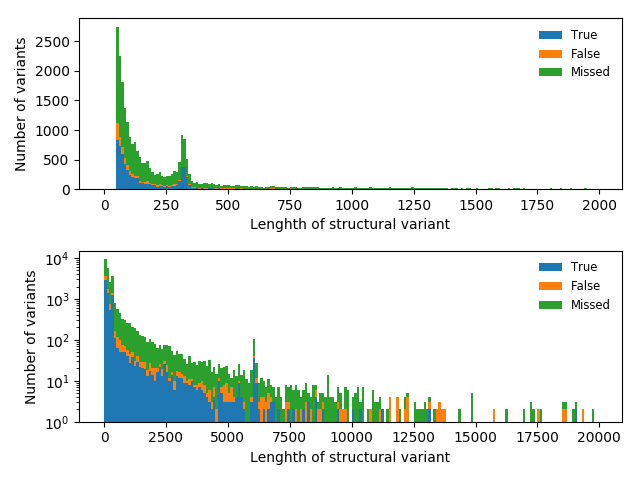 Number of variants
2500
2000
1500
1000
500
0
True
False
Missed
0 250 500 750 1000 1250 1500 1750 2000
Lenghth of structural variant
Number of variants
10^4
10^3
10^2
10^1
10^0
True
False
Missed
0 2500 5000 7500 10000 12500 15000 17500 20000
Lenghth of structural variant